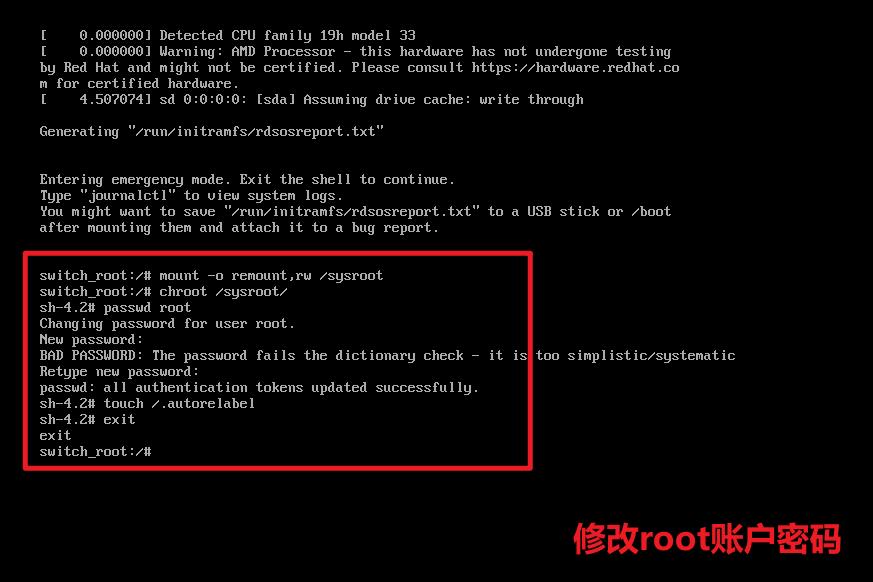 [    0.000000] Detected CPU family 19h model 33
[    0.000000] Warning: AMD Processor - this hardware has not undergone testing
by Red Hat and might not be certified. Please consult https://hardware.redhat.co
m for certified hardware.
[    4.507074] sd 0:0:0:0: [sda] Assuming drive cache: write through
Generating "/run/initramfs/rdsosreport.txt"
Entering emergency mode. Exit the shell to continue.
Type "journalctl" to view system logs.
You might want to save "/run/initramfs/rdsosreport.txt" to a USB stick or /boot
after mounting them and attach it to a bug report.
switch_root:/# mount -o remount,rw /sysroot
switch_root:/# chroot /sysroot/
sh-4.2# passwd root
Changing password for user root.
New password:
BAD PASSWORD: The password fails the dictionary check - it is too simplistic/systematic
Retype new password:
passwd: all authentication tokens updated successfully.
sh-4.2# touch /.autorelabel
sh-4.2# exit
exit
switch_root:/#
修改root账户密码